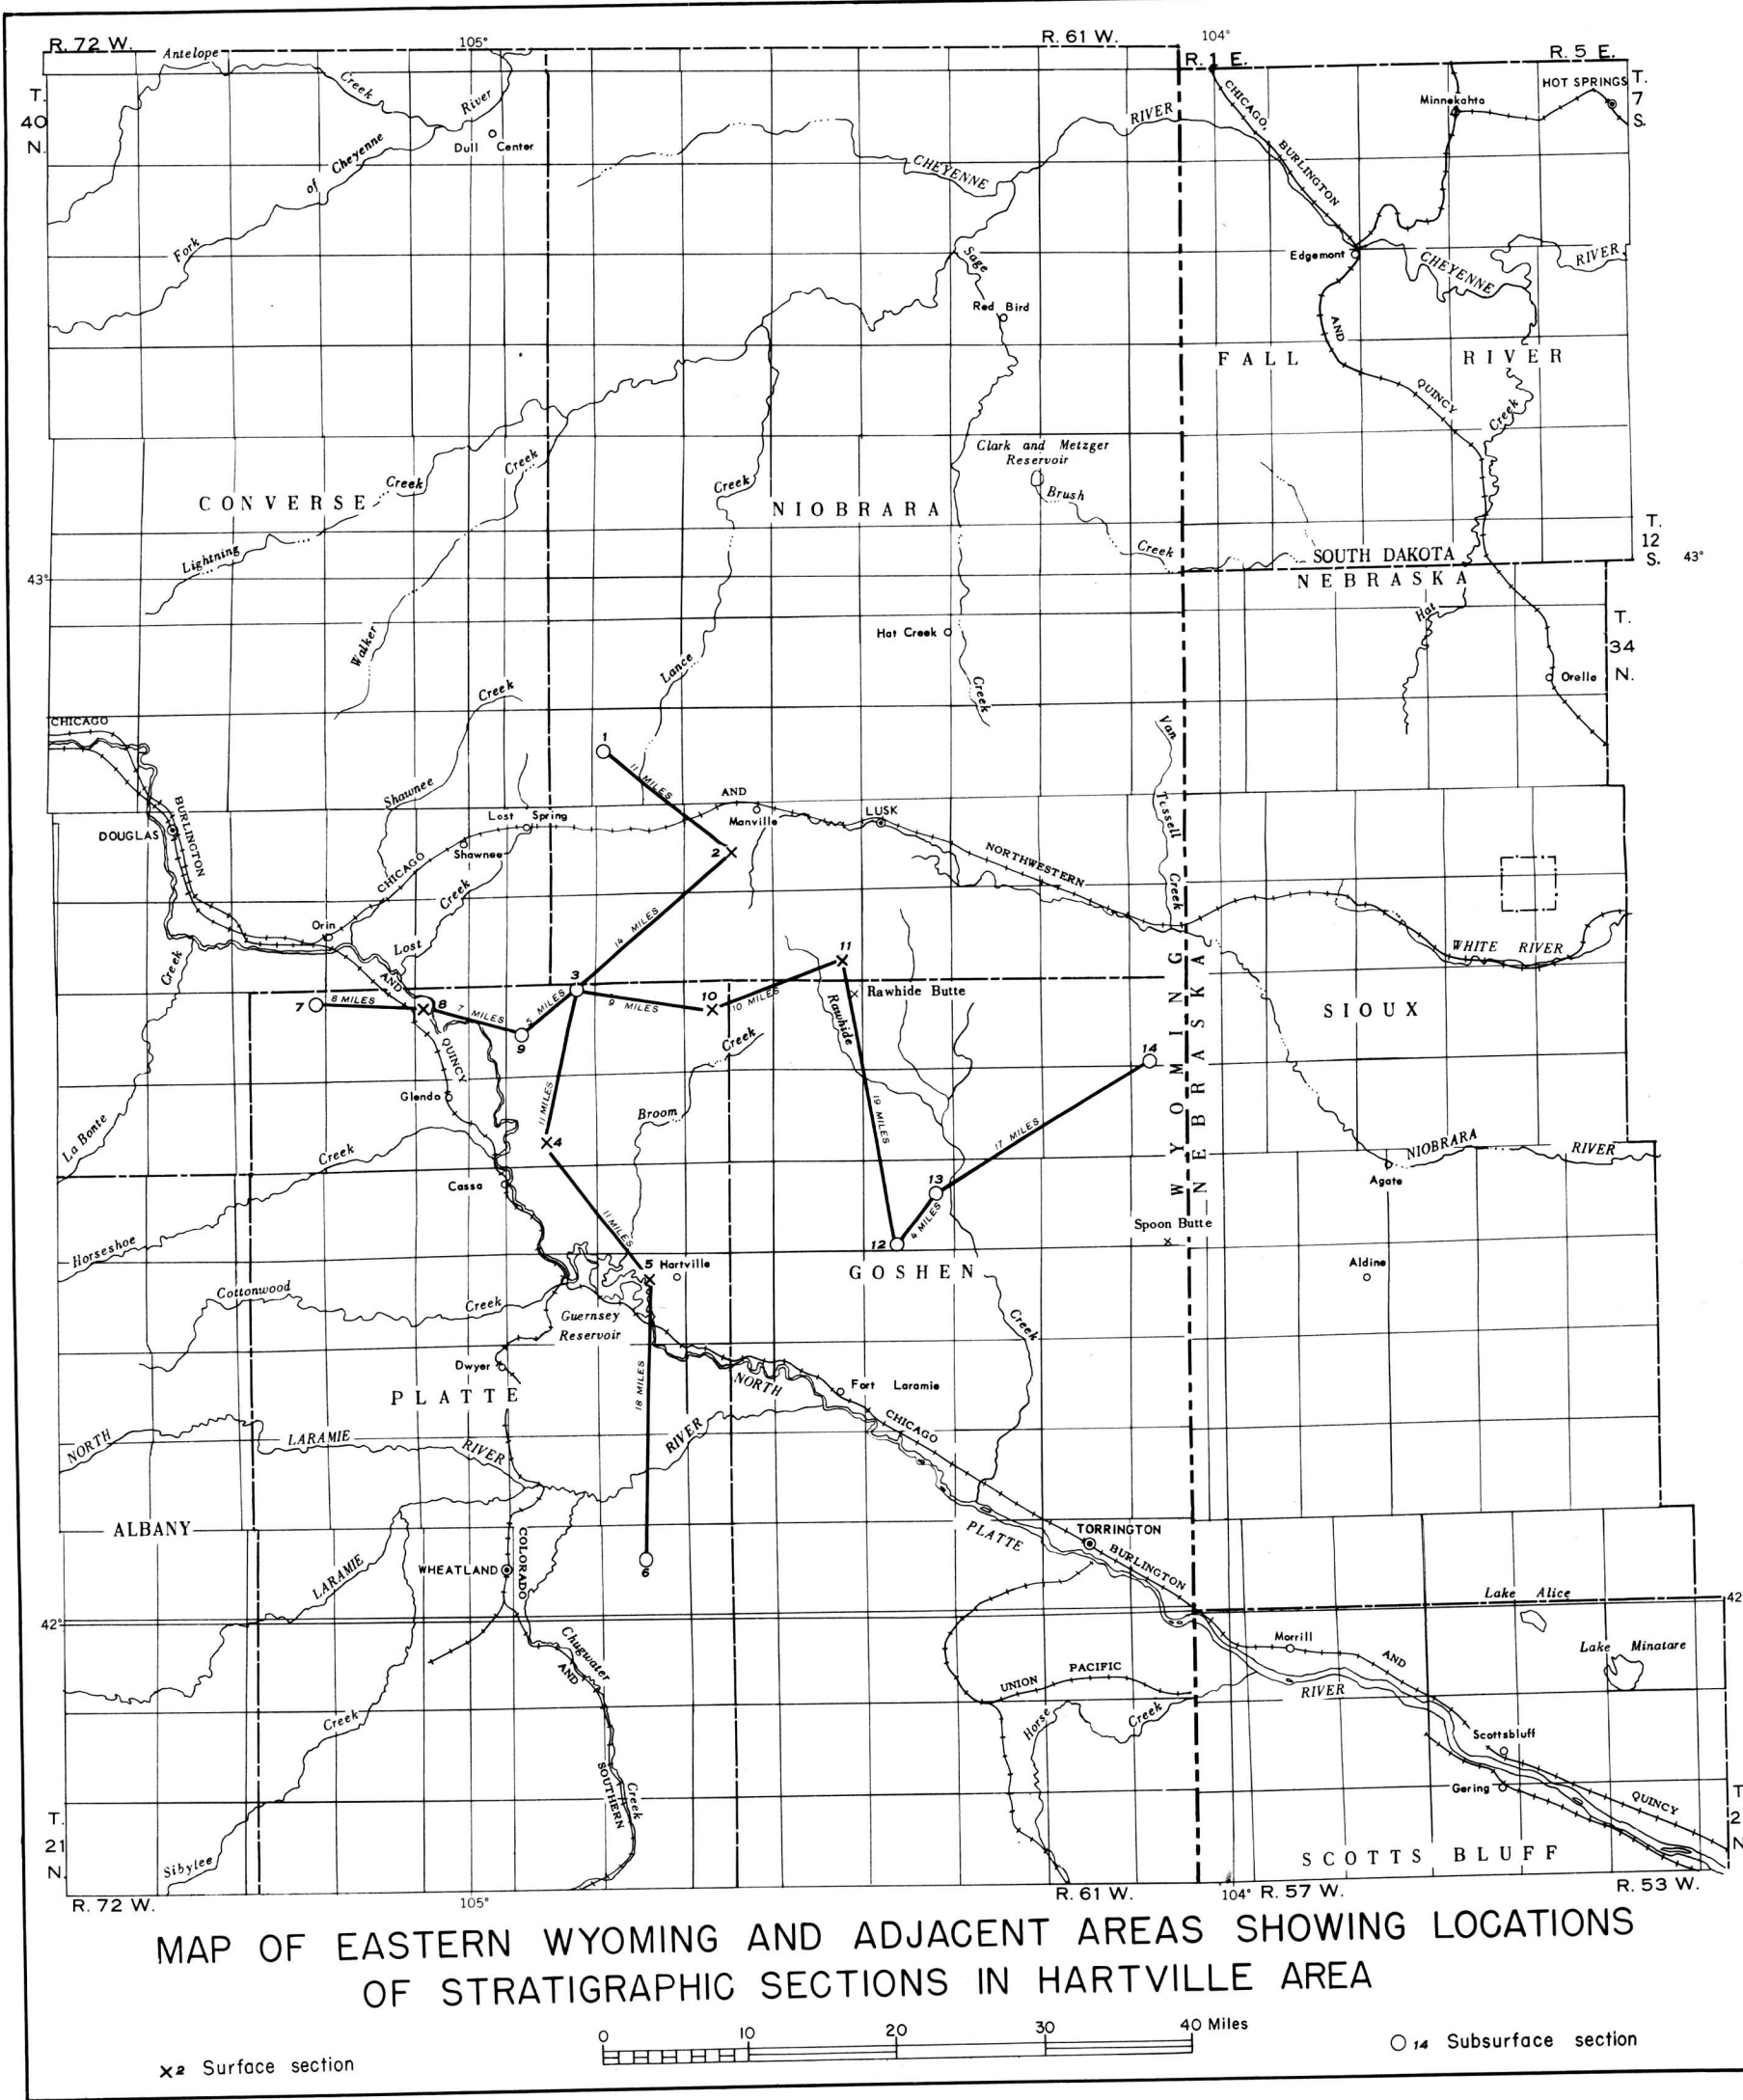 R. 72 W.
Antelope
105°
R. 61 W.
104°
R. 1 E.
R. 5 E.
T.
40
N.
Creek
River
Dull Center
of Cheyenne
Fork
CHEYENNE
RIVER
CHICAGO,
BURLINGTON
Minnekahta
HOT SPRINGS
T.
7
S.
Edgemont
CHEYENNE
RIVER
Sage
Red Bird
AND
FALL RIVER
QUINCY
Creek
Clark and Metzger
Reservoir
Brush
Creek
CONVERSE
Creek
Creek
Creek
NIOBRARA
Lightning
43°
SOUTH DAKOTA
NEBRASKA
T.
12
S.
43°
Walker
Hat Creek
Hat
T.
34
N.
Orella
Lance
Creek
Creek
CHICAGO
Van
Tassell
Creek
1
11 MILES
Shawnee
BURLINGTON
DOUGLAS
Lost Spring
AND
Manville
LUSK
2
Shawnee
CHICAGO
Creek
NORTHWESTERN
14 MILES
Orin
Lost
AND
Creek
WHITE RIVER
11
3
7
8 MILES
8
7 MILES
5 MILES
9
9 MILES
10
10 MILES
Rawhide Butte
Rawhide
SIOUX
WYOMING
NEBRASKA
QUINCY
Glendo
Creek
14
11 MILES
19 MILES
17 MILES
Broom
La Bonte
Creek
4
NIOBRARA RIVER
Agate
Cassa
13
11 MILES
4 MILES
12
Spoon Butte
Horseshoe
5
Hartville
GOSHEN
Aldine
Cottonwood
Creek
Guernsey
Reservoir
Creek
Dwyer
18 MILES
NORTH
Fort Laramie
PLATTE
NORTH
LARAMIE
RIVER
RIVER
CHICAGO
ALBANY
COLORADO
PLATTE
TORRINGTON
BURLINGTON
LARAMIE
WHEATLAND
6
Lake Alice
42°
42
Chugwater
AND
Morrill
AND
Lake Minatare
UNION PACIFIC
RIVER
Creek
Horse
Creek
Scottsbluff
SOUTHERN
Creek
Gering
QUINCY
T.
21
N.
T
2
N
Sibylee
SCOTTS BLUFF
R. 72 W.
105°
R. 61 W.
104°
R. 57 W.
R. 53 W.
MAP OF EASTERN WYOMING AND ADJACENT AREAS SHOWING LOCATIONS
OF STRATIGRAPHIC SECTIONS IN HARTVILLE AREA
0 10 20 30 40 Miles
x 2 Surface section
14 Subsurface section